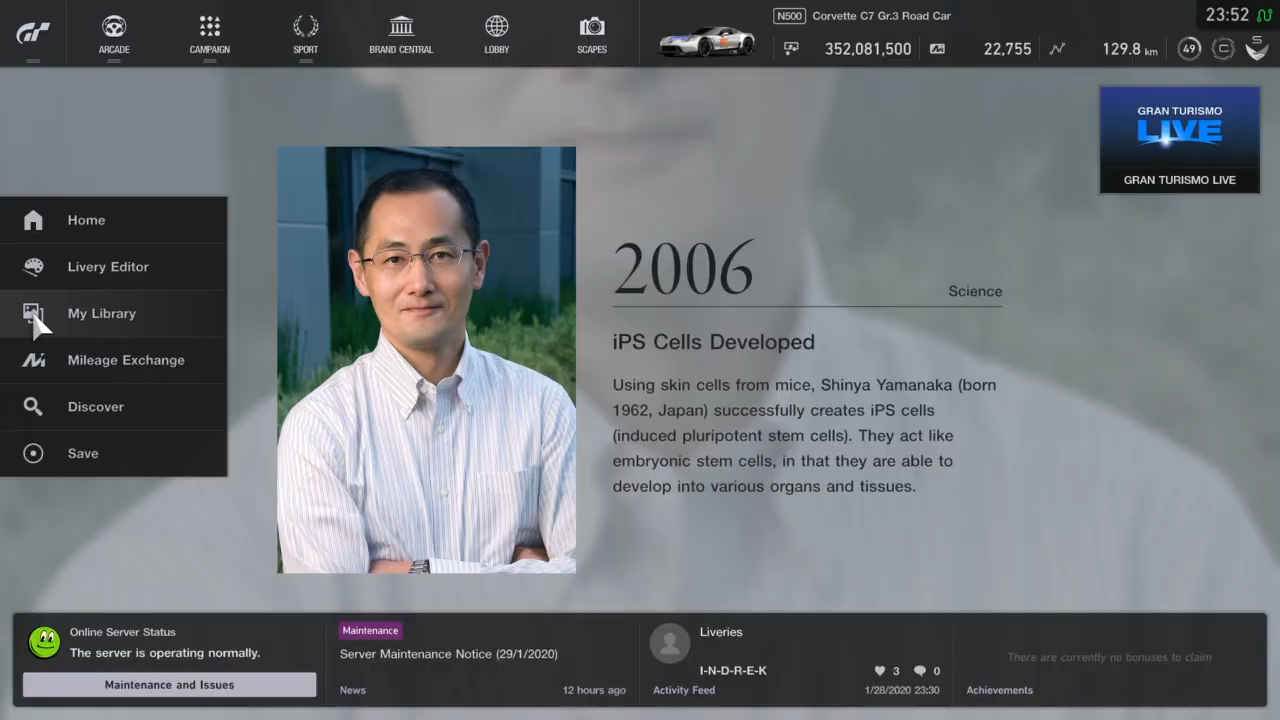 ARCADE
CAMPAIGN
SPORT
BRAND CENTRAL
LOBBY
SCAPES
N500 Corvette C7 Gr.3 Road Car
352,081,500
22,755
129.8 km
49
C
S
23:52
GRAN TURISMO
LIVE
GRAN TURISMO LIVE
Home
Livery Editor
My Library
Mileage Exchange
Discover
Save
2006
Science
iPS Cells Developed
Using skin cells from mice, Shinya Yamanaka (born
1962, Japan) successfully creates iPS cells
(induced pluripotent stem cells). They act like
embryonic stem cells, in that they are able to
develop into various organs and tissues.
Online Server Status
The server is operating normally.
Maintenance and Issues
Maintenance
Server Maintenance Notice (29/1/2020)
News
12 hours ago
Liveries
I-N-D-R-E-K
3
0
Activity Feed
1/28/2020 23:30
There are currently no bonuses to claim
Achievements